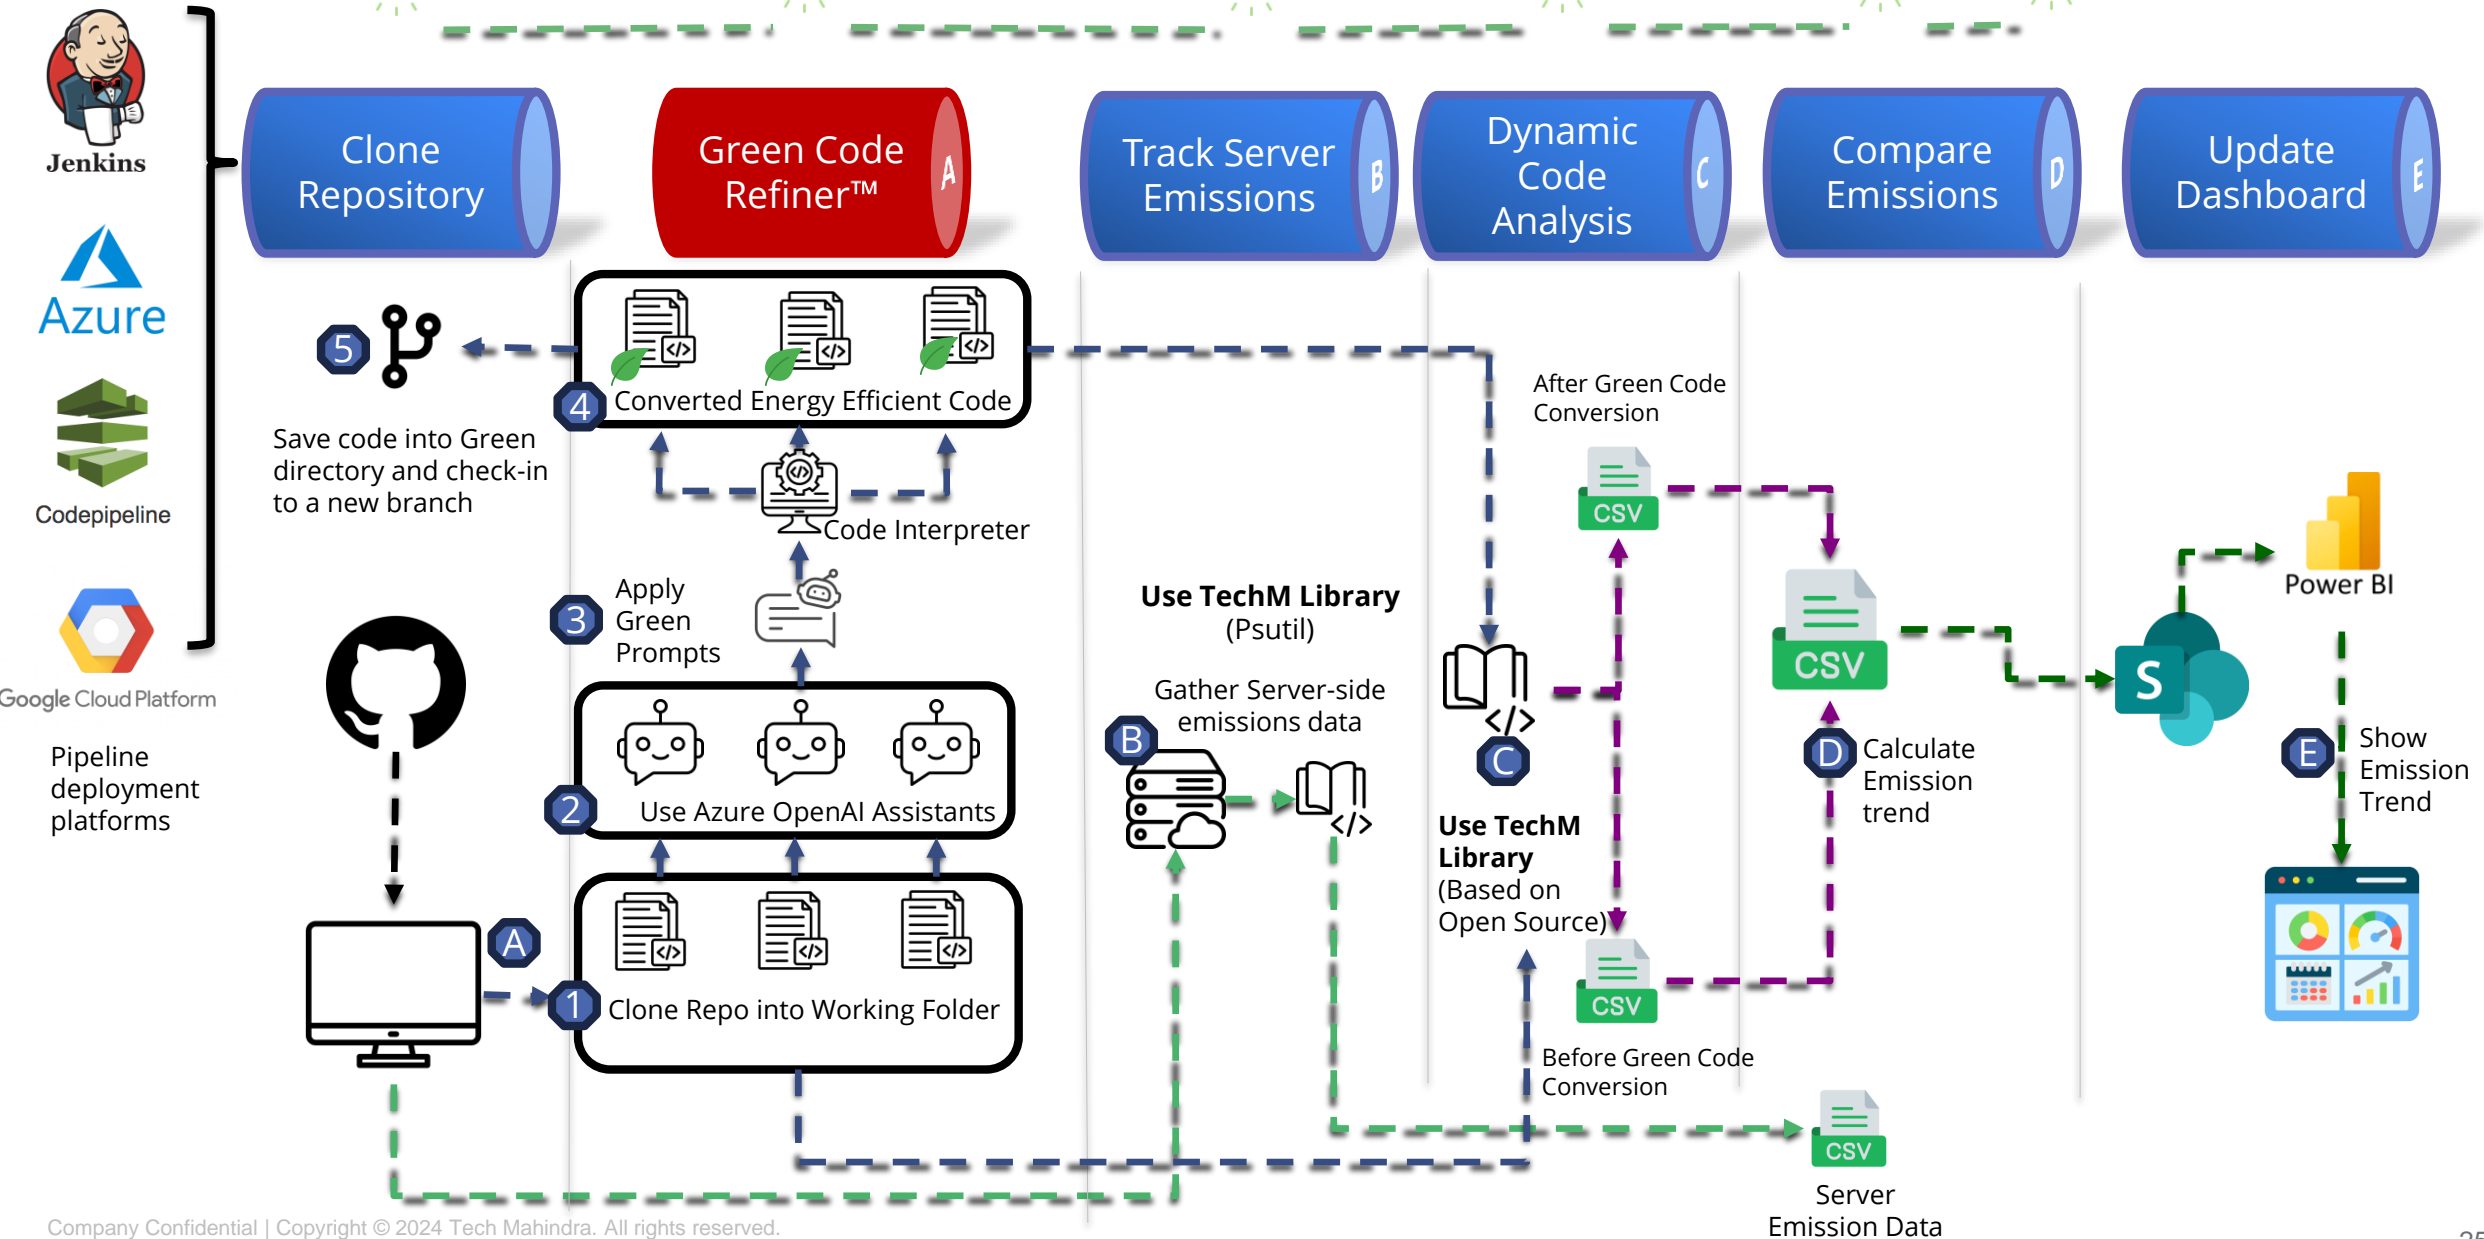 Jenkins
Azure
Codepipeline
Google Cloud Platform
Pipeline
deployment
platforms
Clone
Repository
Green Code
Refiner™
A
Track Server
Emissions
B
Dynamic
Code
Analysis
C
Compare
Emissions
D
Update
Dashboard
E
5
Save code into Green
directory and check-in
to a new branch
4
Converted Energy Efficient Code
Code Interpreter
3
Apply
Green
Prompts
2
Use Azure OpenAI Assistants
A
1
Clone Repo into Working Folder
Use TechM Library
(Psutil)
Gather Server-side
emissions data
B
After Green Code
Conversion
CSV
C
Use TechM
Library
(Based on
Open Source)
CSV
Before Green Code
Conversion
CSV
D
Calculate
Emission
trend
CSV
Server
Emission Data
S
Power BI
E
Show
Emission
Trend
Company Confidential | Copyright © 2024 Tech Mahindra. All rights reserved.